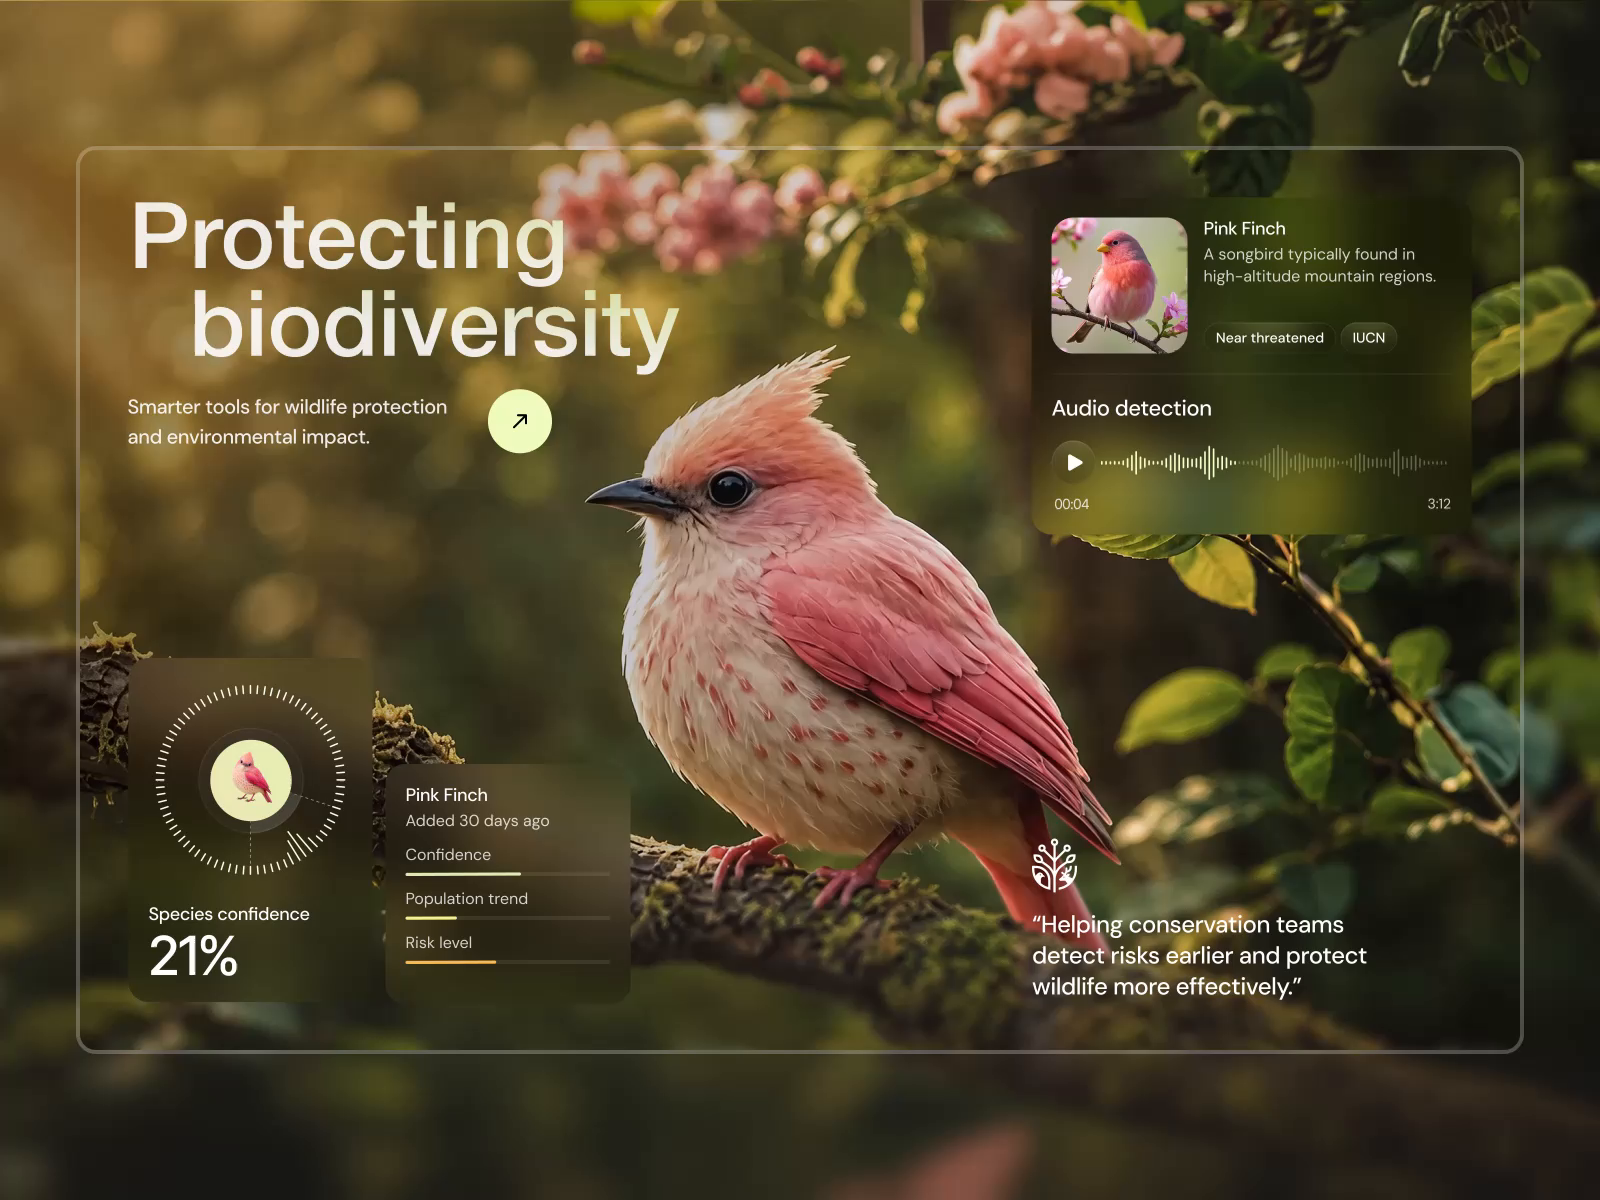 Protecting
biodiversity
Smarter tools for wildlife protection
and environmental impact.
Pink Finch
A songbird typically found in
high-altitude mountain regions.
Near threatened
IUCN
Audio detection
00:04
3:12
Species confidence
21%
Pink Finch
Added 30 days ago
Confidence
Population trend
Risk level
“Helping conservation teams
detect risks earlier and protect
wildlife more effectively.”